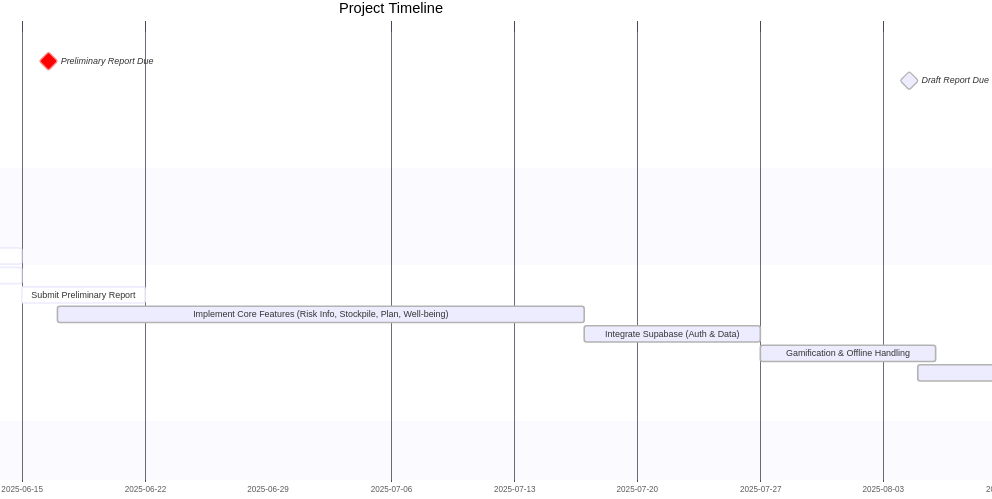 Project Timeline
Preliminary Report Due
Draft Report Due
Submit Preliminary Report
Implement Core Features (Risk Info, Stockpile, Plan, Well-being)
Integrate Supabase (Auth & Data)
Gamification & Offline Handling
2025-06-15 2025-06-22 2025-06-29 2025-07-06 2025-07-13 2025-07-20 2025-07-27 2025-08-03